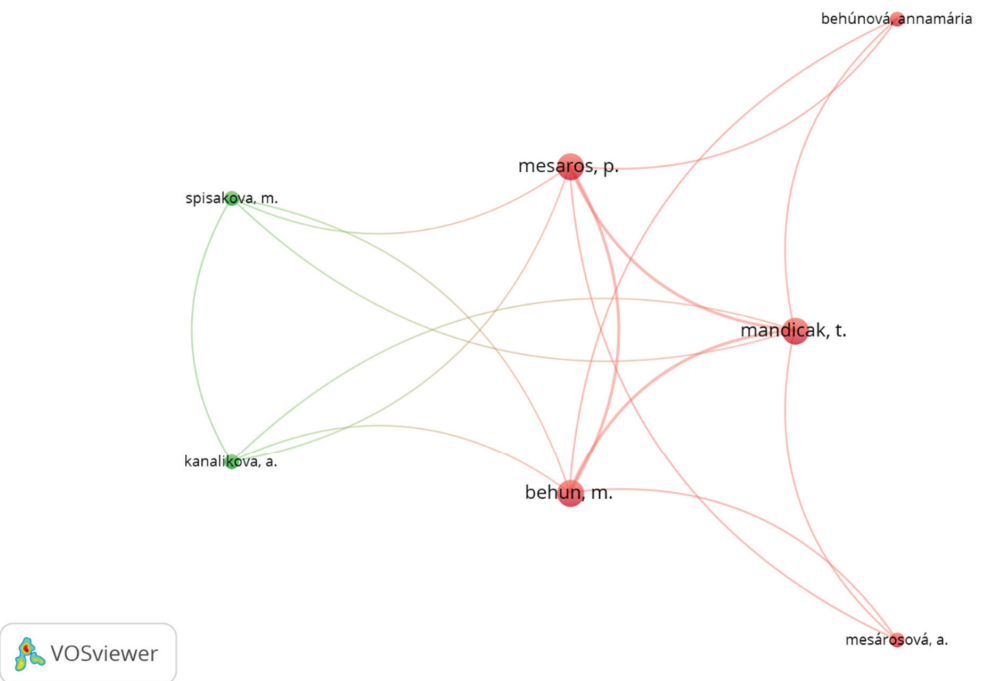 behúnová, annamária
mesaros, p.
spisakova, m.
mandicak, t.
kanalikova, a.
behun, m.
mesárosová, a.
VOSviewer